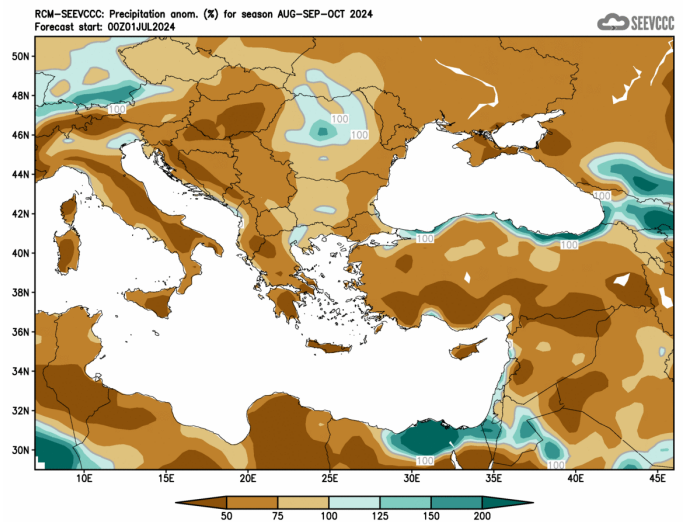 RCM-SEEVCCC: Precipitation anom. (%) for season AUG-SEP-OCT 2024
Forecast start: 00Z01JUL2024
SEEVCCC
50N
48N
100
100
46N
100
44N
100
42N
100
100
40N
38N
36N
34N
32N
30N
100
100
10E
15E
20E
25E
30E
35E
40E
45E
50
75
100
125
150
200